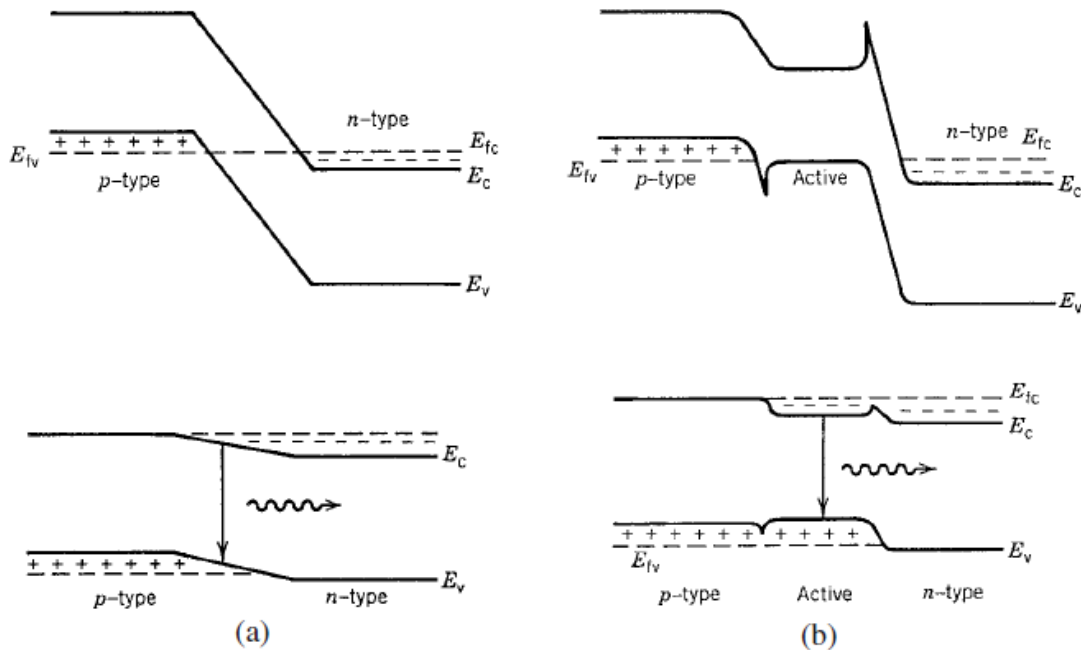 n-type
E_fv
+ + + + + +
E_fc
p-type
E_c
E_v
(a)
n-type
E_fc
+ + + + + +
E_fv
p-type
Active
E_c
E_v
(b)
E_c
+ + + + + +
E_v
p-type
n-type
E_fc
E_c
+ + + + + + + + + +
E_fv
E_v
p-type
Active
n-type